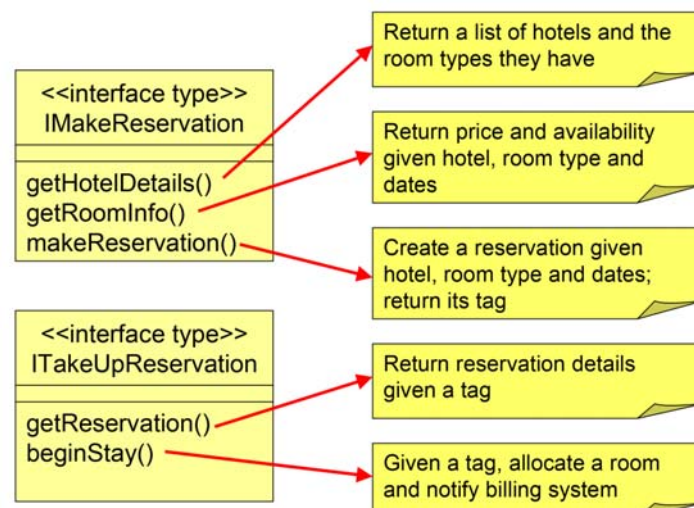 <<interface type>>
IMakeReservation
getHotelDetails()
getRoomInfo()
makeReservation()
Return a list of hotels and the
room types they have
Return price and availability
given hotel, room type and
dates
Create a reservation given
hotel, room type and dates;
return its tag
<<interface type>>
ITakeUpReservation
getReservation()
beginStay()
Return reservation details
given a tag
Given a tag, allocate a room
and notify billing system